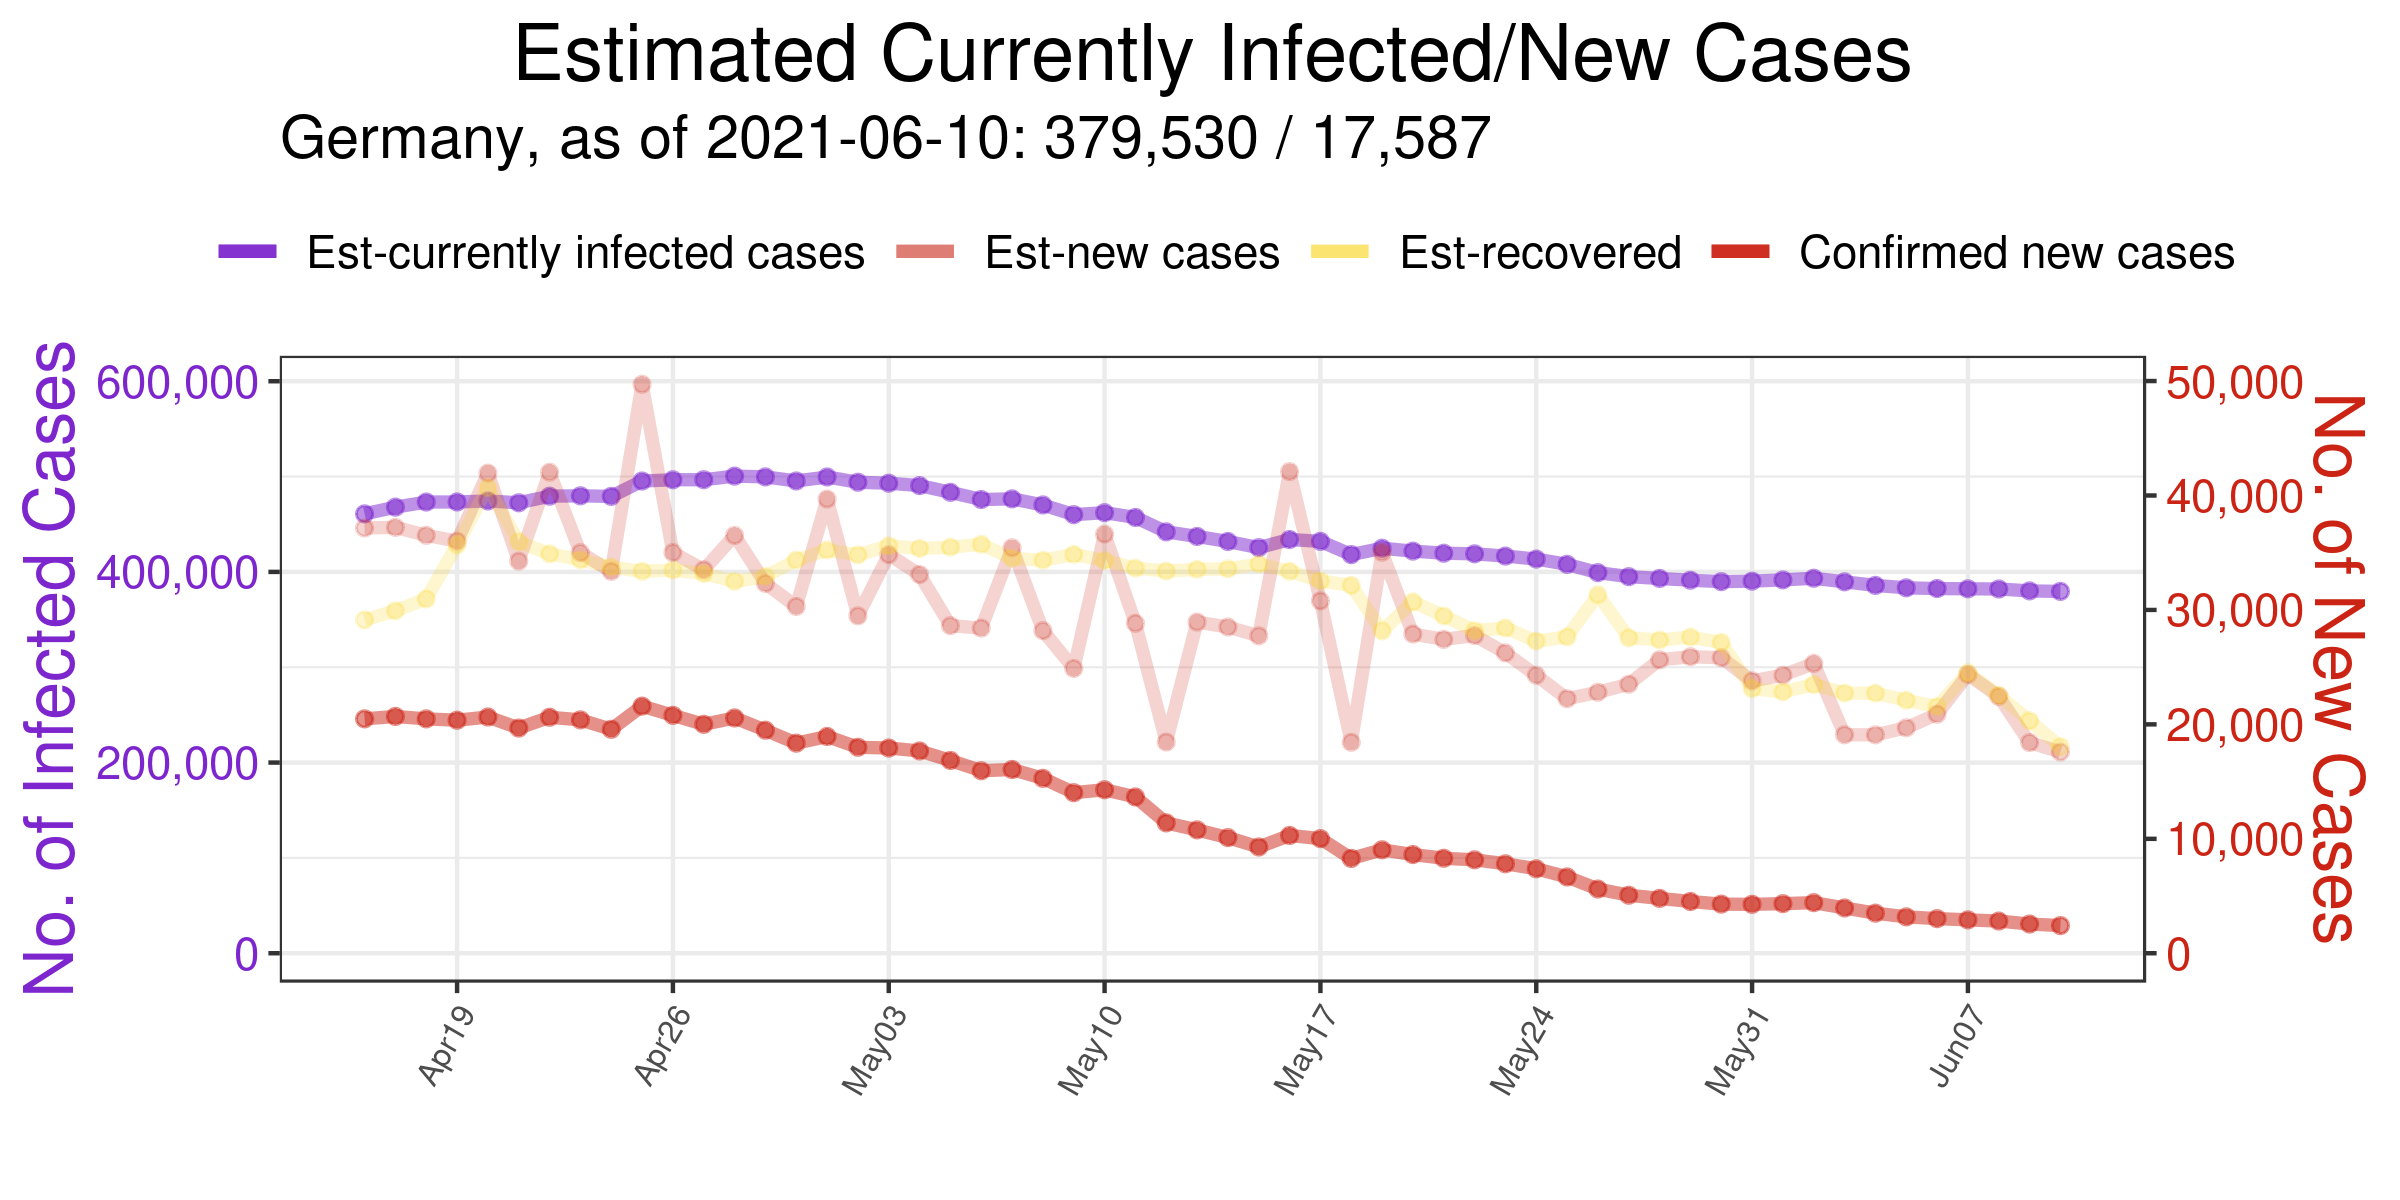 Estimated Currently Infected/New Cases
Germany, as of 2021-06-10: 379,530 / 17,587
Est-currently infected cases Est-new cases Est-recovered Confirmed new cases
No. of Infected Cases
600,000
400,000
200,000
0
50,000
40,000
30,000
20,000
10,000
0
No. of New Cases
Apr19 Apr26 May03 May10 May17 May24 May31 Jun07